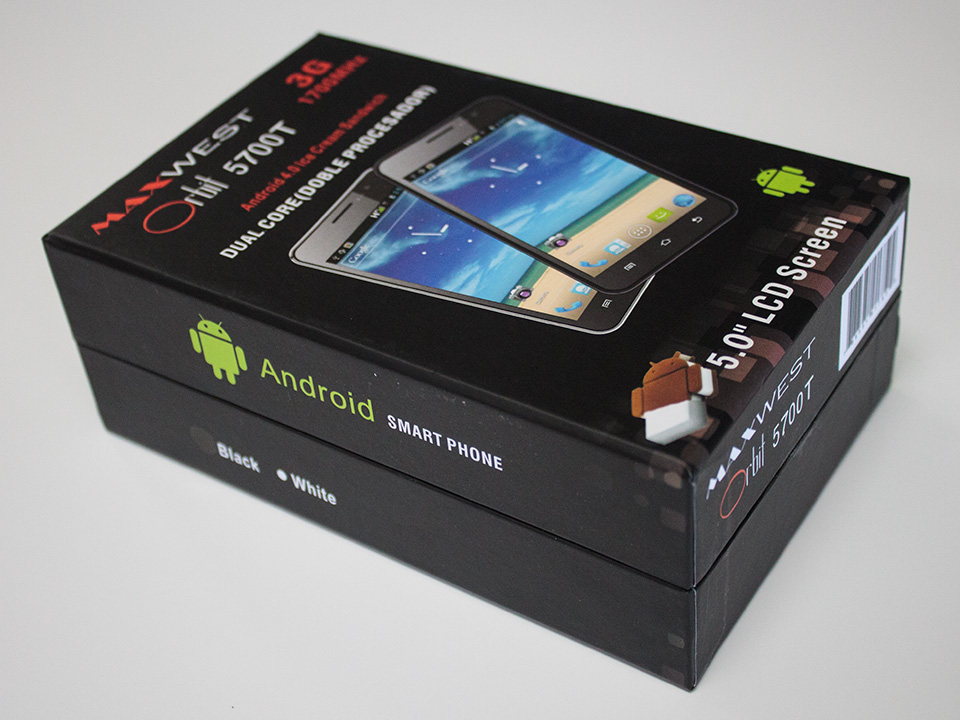 MAXWEST
Orbit 5700T
3G
1700MHz
Android 4.0 Ice Cream Sandwich
DUAL CORE(DOBLE PROCESADOR)
Google
5.0" LCD Screen
Android SMART PHONE
Black White
MAXWEST
Orbit 5700T